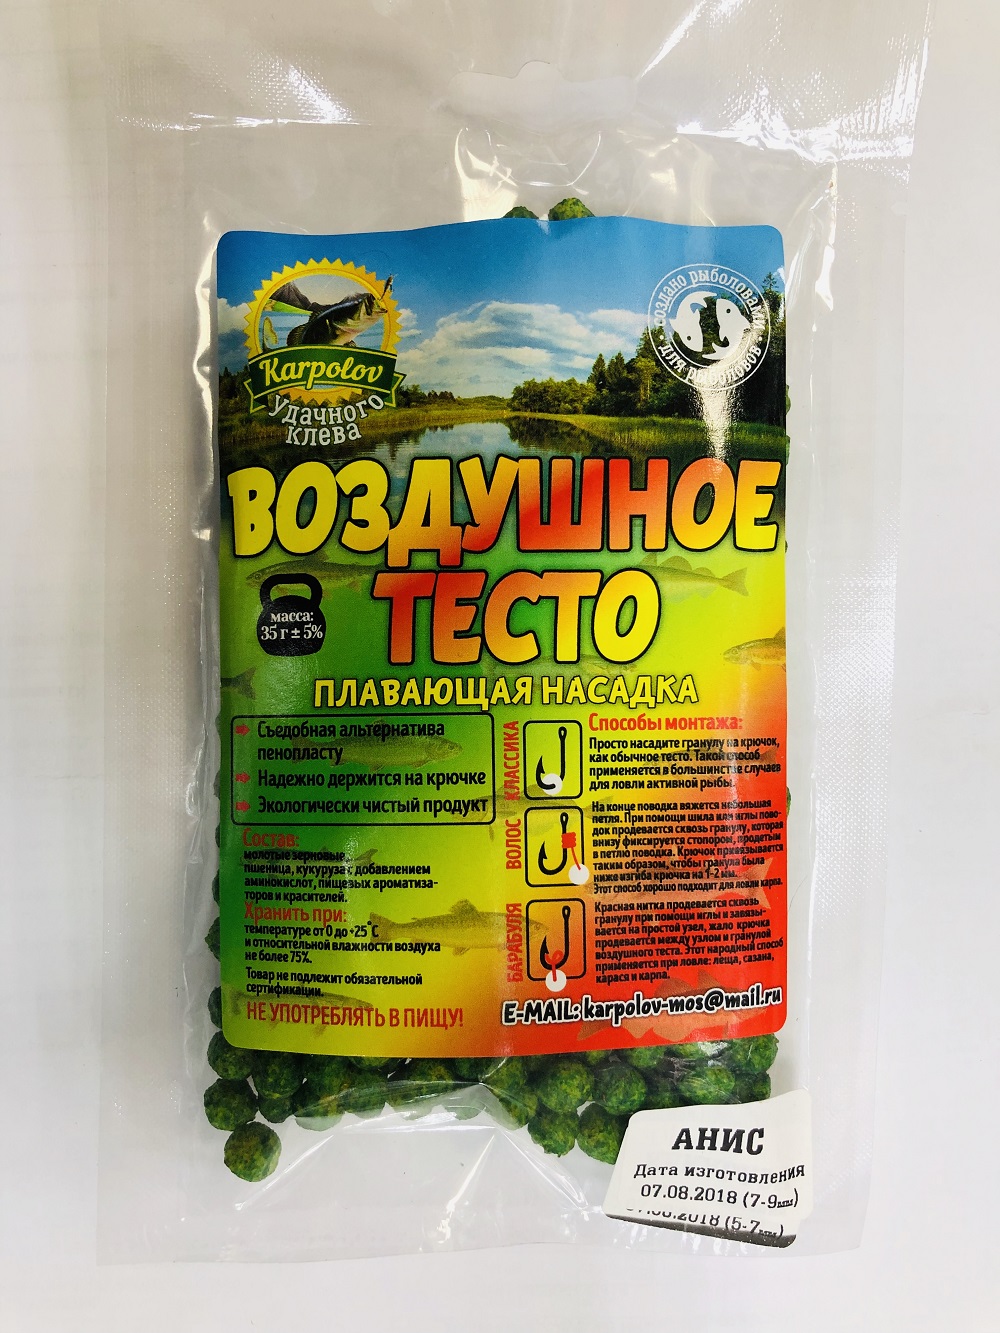 Karpolov
удачного
клева
создано рыболовами
для рыболовов
ВОЗДУШНОЕ
ТЕСТО
масса:
35 г ± 5%
ПЛАВАЮЩАЯ НАСАДКА
Съедобная альтернатива
пенопласту
Надежно держится на крючке
Экологически чистый продукт
Состав:
молотые зерновые,
пшеница, кукуруза с добавлением
аминокислот, пищевых ароматиза-
торов и красителей.
Хранить при:
температуре от 0 до +25°C
и относительной влажности воздуха
не более 75%.
Товар не подлежит обязательной
сертификации.
НЕ УПОТРЕБЛЯТЬ В ПИЩУ!
Способы монтажа:
КЛАССИКА
Просто насадите гранулу на крючок,
как обычное тесто. Такой способ
применяется в большинстве случаев
для ловли активной рыбы.
ВОЛОС
На конце поводка вяжется небольшая
петля. При помощи шила или иглы пово-
док продевается сквозь гранулу, которая
внизу фиксируется стопором, продетым
в петлю поводка. Крючок привязывается
таким образом, чтобы гранула была
ниже изгиба крючка на 1-2 мм.
Этот способ хорошо подходит для ловли карпа.
БАРАБУЛЯ
Красная нитка продевается сквозь
гранулу при помощи иглы и завязы-
вается на простой узел, жало крючка
продевается между узлом и гранулой
воздушного теста. Этот народный способ
применяется при ловле: леща, сазана,
карася и карпа.
E-MAIL: karpolov-mos@mail.ru
АНИС
Дата изготовления
07.08.2018 (7-9мм)
.08.2018 (5-7мм)